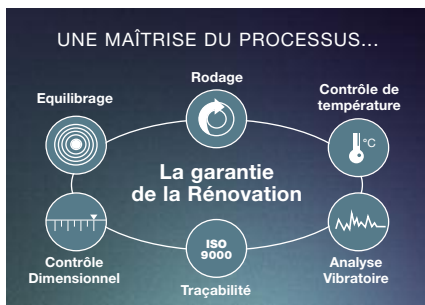 UNE MAÎTRISE DU PROCESSUS...
Rodage
Equilibrage
Contrôle de
température
°C
La garantie
de la Rénovation
ISO
9000
Contrôle
Dimensionnel
Traçabilité
Analyse
Vibratoire